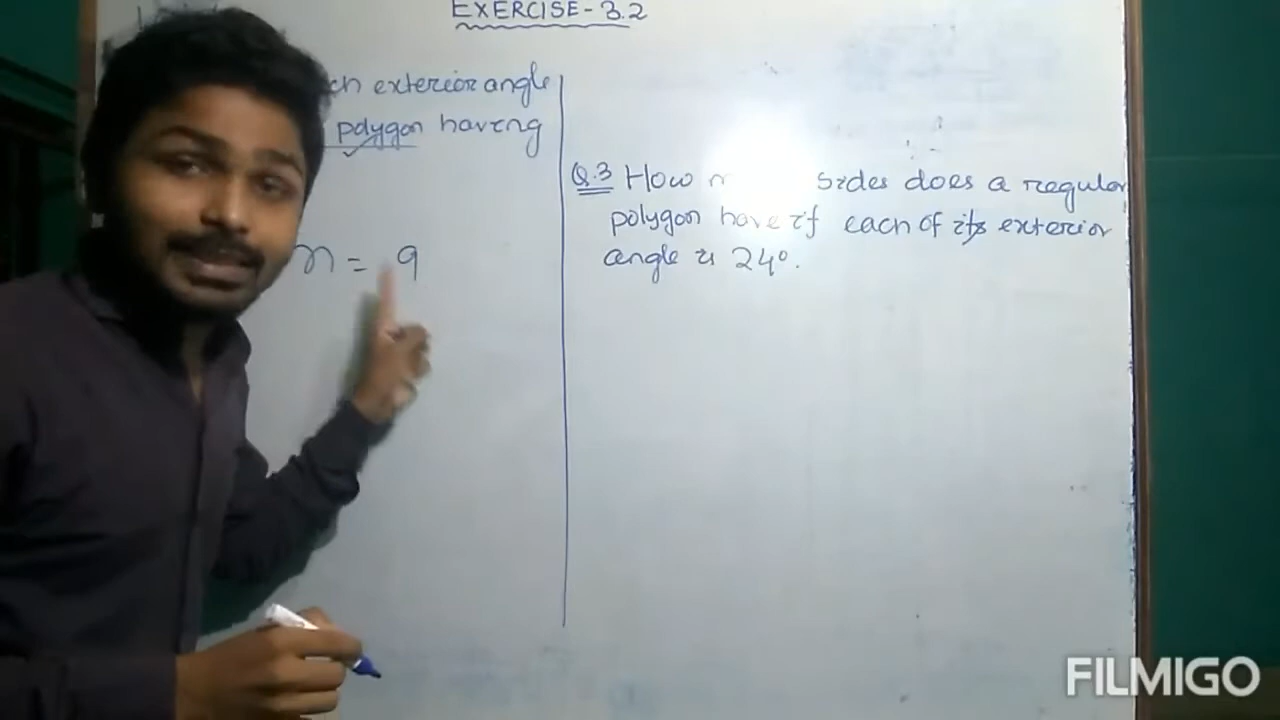 EXERCISE-3.2
ch exterior angle
polygon having
n = 9
Q.3 How sides does a regular
polygon have if each of its exterior
angle is 24°.
FILMIGO